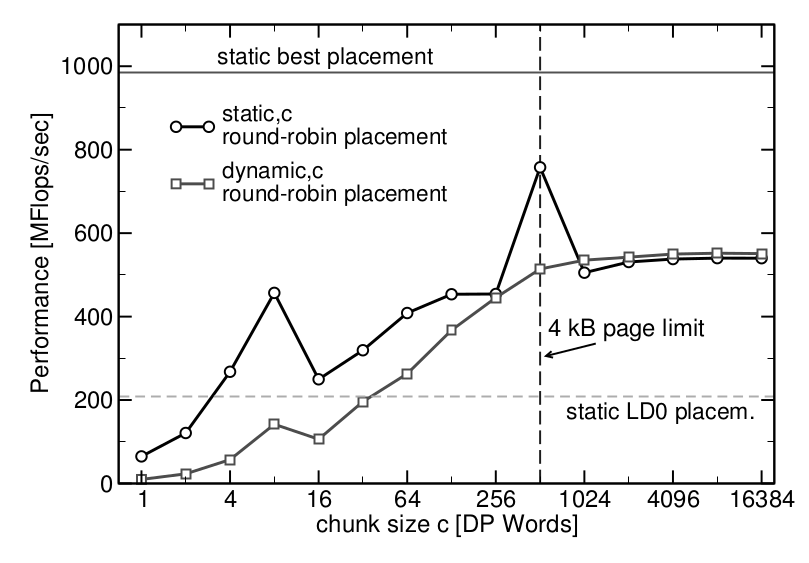 static best placement
1000
static,c
round-robin placement
800
dynamic,c
round-robin placement
600
400
4 kB page limit
200
static LD0 placem.
0
Performance [MFlops/sec]
1 4 16 64 256 1024 4096 16384
chunk size c [DP Words]